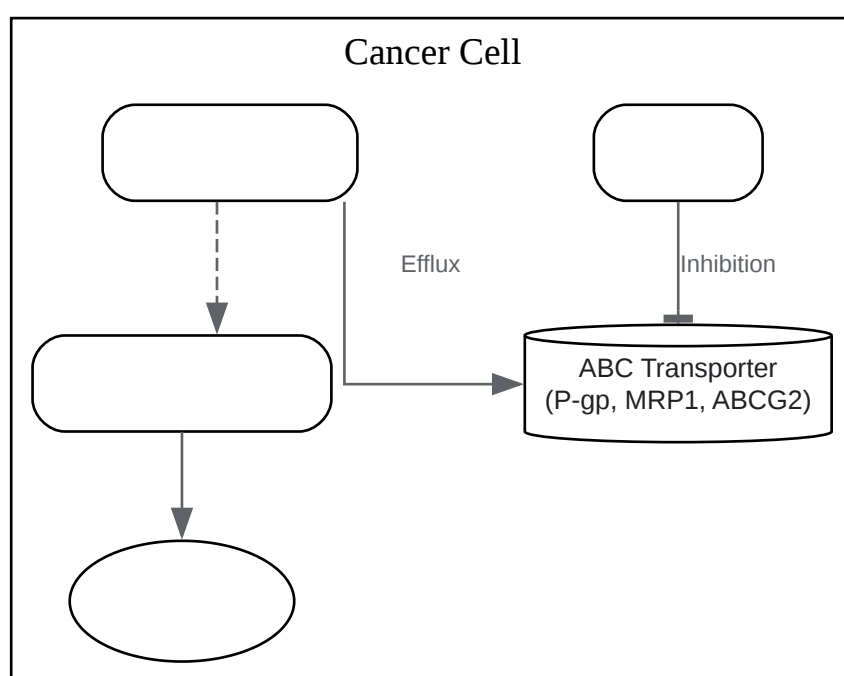 Cancer Cell
Efflux
Inhibition
ABC Transporter
(P-gp, MRP1, ABCG2)